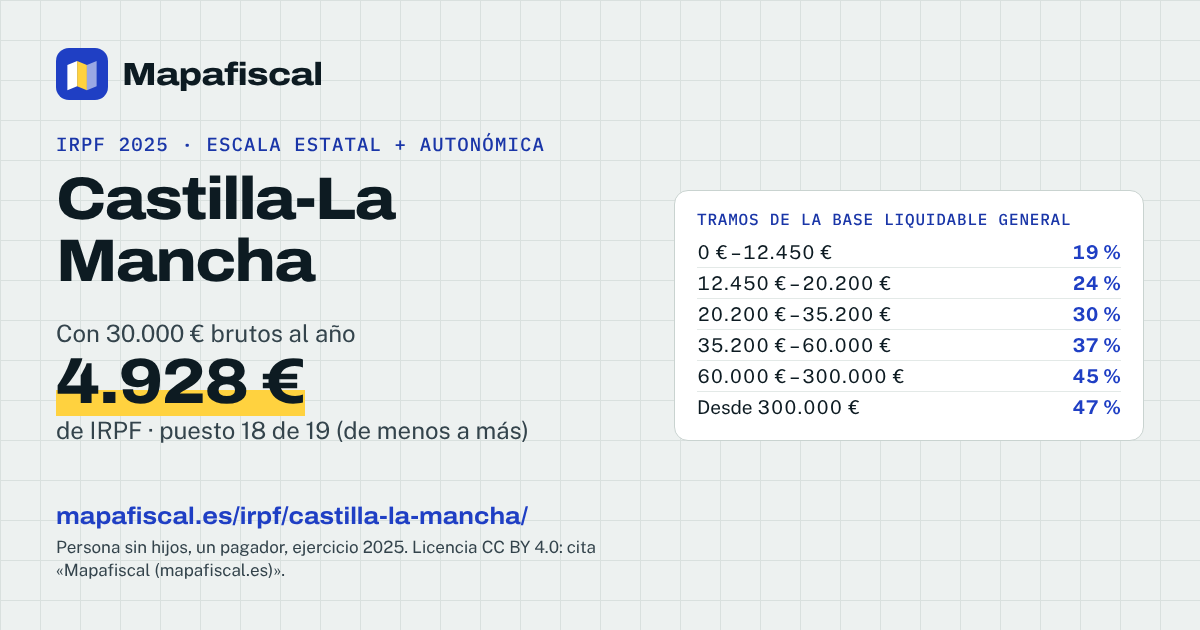 Mapafiscal
IRPF 2025 · ESCALA ESTATAL + AUTONÓMICA
Castilla-La
Mancha
Con 30.000 € brutos al año
4.928 €
de IRPF · puesto 18 de 19 (de menos a más)
mapafiscal.es/irpf/castilla-la-mancha/
Persona sin hijos, un pagador, ejercicio 2025. Licencia CC BY 4.0: cita
«Mapafiscal (mapafiscal.es)».
TRAMOS DE LA BASE LIQUIDABLE GENERAL
0 € – 12.450 € 19 %
12.450 € – 20.200 € 24 %
20.200 € – 35.200 € 30 %
35.200 € – 60.000 € 37 %
60.000 € – 300.000 € 45 %
Desde 300.000 € 47 %